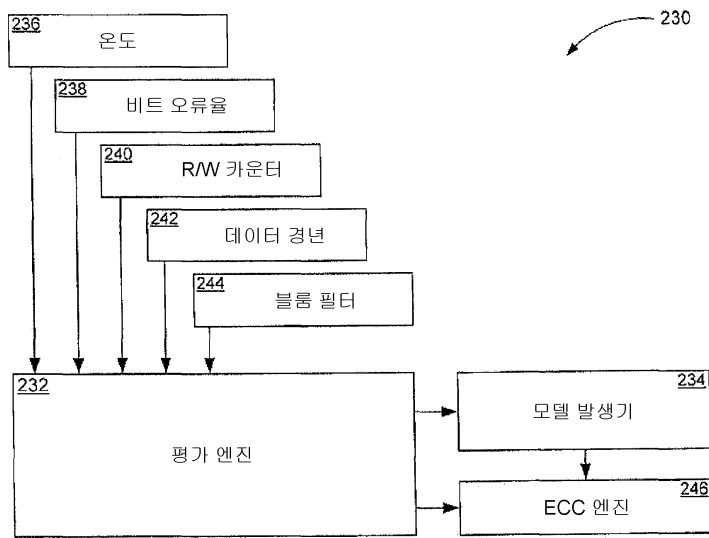 230
236
온도
238
비트 오류율
240
R/W 카운터
242
데이터 경년
244
블룸 필터
232
평가 엔진
234
모델 발생기
246
ECC 엔진